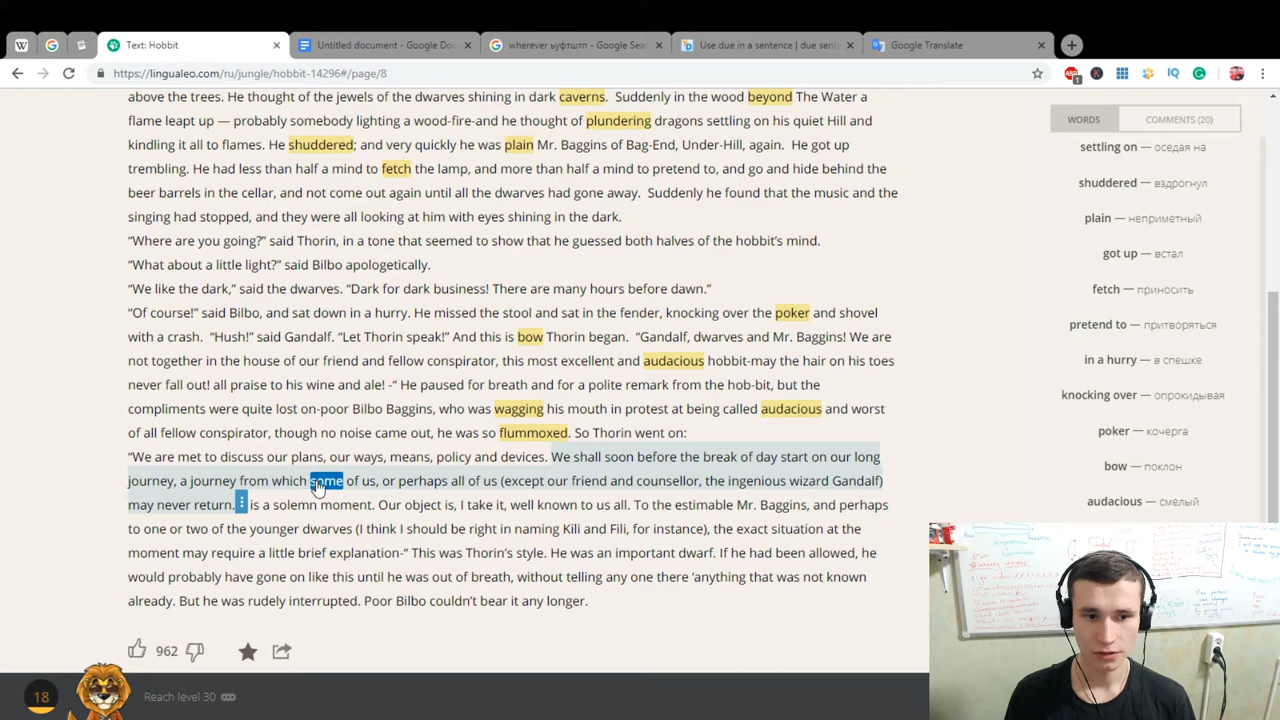 W
Text: Hobbit
Untitled document - Google Do
wherever ьуфтштп - Google Sea
Use due in a sentence | due sent
Google Translate
https://lingualeo.com/ru/jungle/hobbit-14296#/page/8
ABP
1
IQ
above the trees. He thought of the jewels of the dwarves shining in dark caverns. Suddenly in the wood beyond The Water a
flame leapt up — probably somebody lighting a wood-fire-and he thought of plundering dragons settling on his quiet Hill and
kindling it all to flames. He shuddered; and very quickly he was plain Mr. Baggins of Bag-End, Under-Hill, again. He got up
trembling. He had less than half a mind to fetch the lamp, and more than half a mind to pretend to, and go and hide behind the
beer barrels in the cellar, and not come out again until all the dwarves had gone away. Suddenly he found that the music and the
singing had stopped, and they were all looking at him with eyes shining in the dark.
“Where are you going?” said Thorin, in a tone that seemed to show that he guessed both halves of the hobbit’s mind.
“What about a little light?” said Bilbo apologetically.
“We like the dark,” said the dwarves. “Dark for dark business! There are many hours before dawn.”
“Of course!” said Bilbo, and sat down in a hurry. He missed the stool and sat in the fender, knocking over the poker and shovel
with a crash. “Hush!” said Gandalf. “Let Thorin speak!” And this is bow Thorin began. “Gandalf, dwarves and Mr. Baggins! We are
not together in the house of our friend and fellow conspirator, this most excellent and audacious hobbit-may the hair on his toes
never fall out! all praise to his wine and ale! -“ He paused for breath and for a polite remark from the hob-bit, but the
compliments were quite lost on-poor Bilbo Baggins, who was wagging his mouth in protest at being called audacious and worst
of all fellow conspirator, though no noise came out, he was so flummoxed. So Thorin went on:
“We are met to discuss our plans, our ways, means, policy and devices. We shall soon before the break of day start on our long
journey, a journey from which some of us, or perhaps all of us (except our friend and counsellor, the ingenious wizard Gandalf)
may never return. is a solemn moment. Our object is, I take it, well known to us all. To the estimable Mr. Baggins, and perhaps
to one or two of the younger dwarves (I think I should be right in naming Kili and Fili, for instance), the exact situation at the
moment may require a little brief explanation-“ This was Thorin’s style. He was an important dwarf. If he had been allowed, he
would probably have gone on like this until he was out of breath, without telling any one there ‘anything that was not known
already. But he was rudely interrupted. Poor Bilbo couldn’t bear it any longer.
962
18
Reach level 30
WORDS
COMMENTS (20)
settling on — оседая на
shuddered — вздрогнул
plain — неприметный
got up — встал
fetch — приносить
pretend to — притворяться
in a hurry — в спешке
knocking over — опрокидывая
poker — кочерга
bow — поклон
audacious — смелый